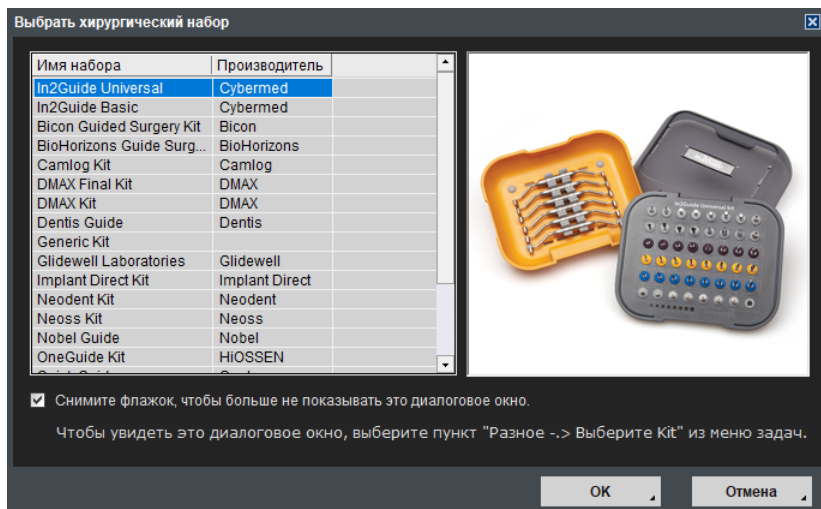 Выбрать хирургический набор
Имя набора Производитель
In2Guide Universal Cybermed
In2Guide Basic Cybermed
Bicon Guided Surgery Kit Bicon
BioHorizons Guide Surg... BioHorizons
Camlog Kit Camlog
DMAX Final Kit DMAX
DMAX Kit DMAX
Dentis Guide Dentis
Generic Kit
Glidewell Laboratories Glidewell
Implant Direct Kit Implant Direct
Neodent Kit Neodent
Neoss Kit Neoss
Nobel Guide Nobel
OneGuide Kit HiOSSEN
In2Guide Universal kit
Снимите флажок, чтобы больше не показывать это диалоговое окно.
Чтобы увидеть это диалоговое окно, выберите пункт "Разное -.> Выберите Kit" из меню задач.
OK Отмена